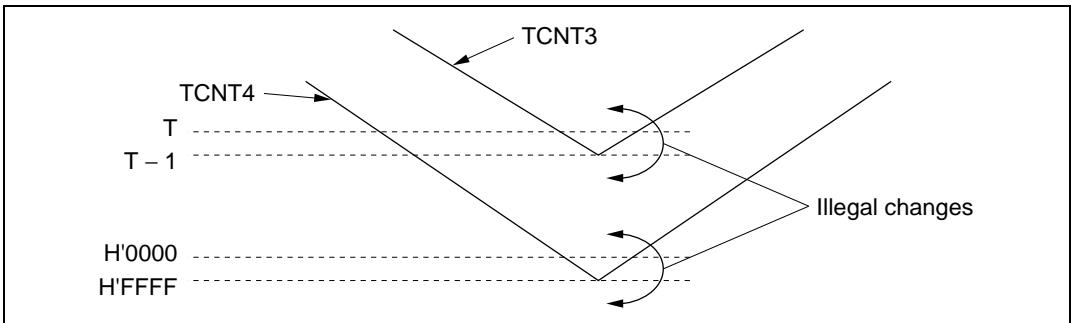 TCNT3
TCNT4
T
T – 1
Illegal changes
H'0000
H'FFFF